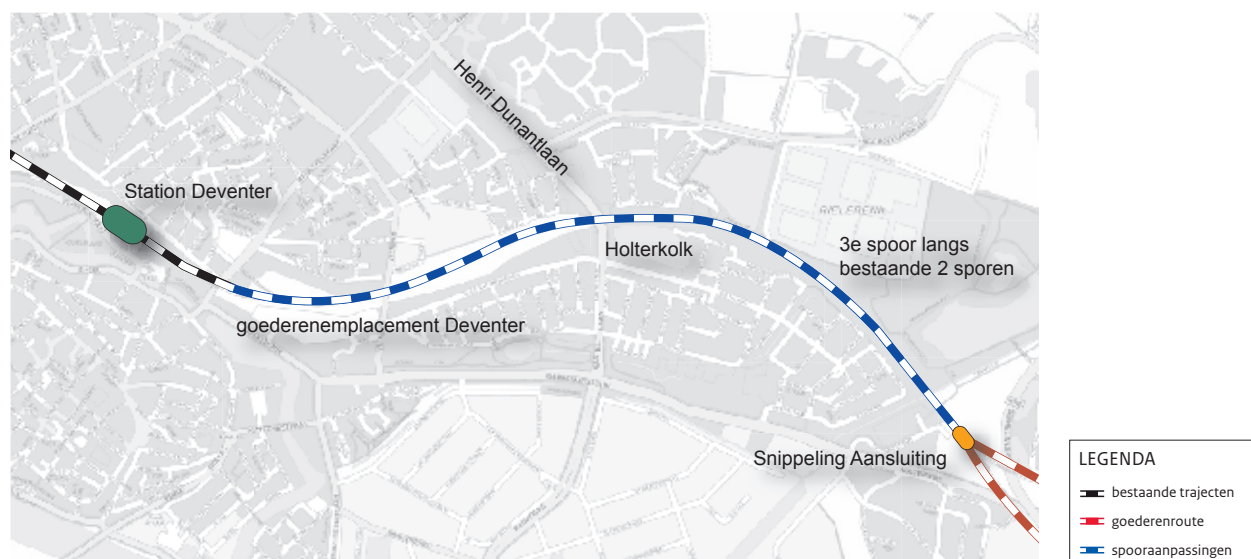 Henri Dunantlaan
Station Deventer
RIELERENK
3e spoor langs
bestaande 2 sporen
Holterkolk
goederenemplacement Deventer
Snippeling Aansluiting
LEGENDA
bestaande trajecten
goederenroute
spooraanpassingen